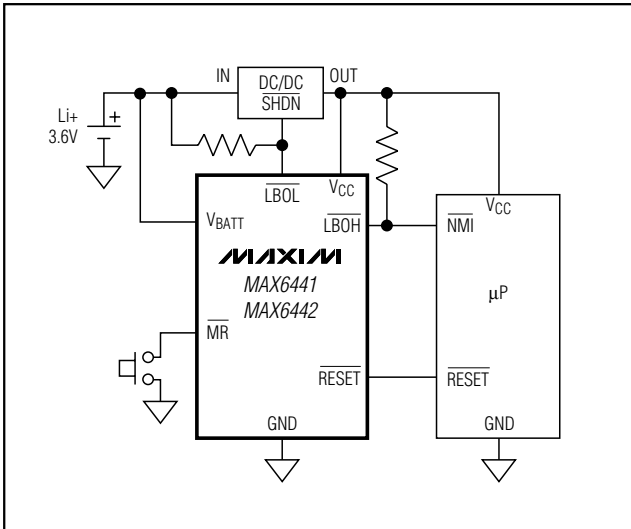 IN
DC/DC
SHDN
OUT
Li+
3.6V
+
LBOL
VCC
VBATT
LBOH
MAXIM
MAX6441
MAX6442
MR
RESET
GND
VCC
NMI
µP
RESET
GND